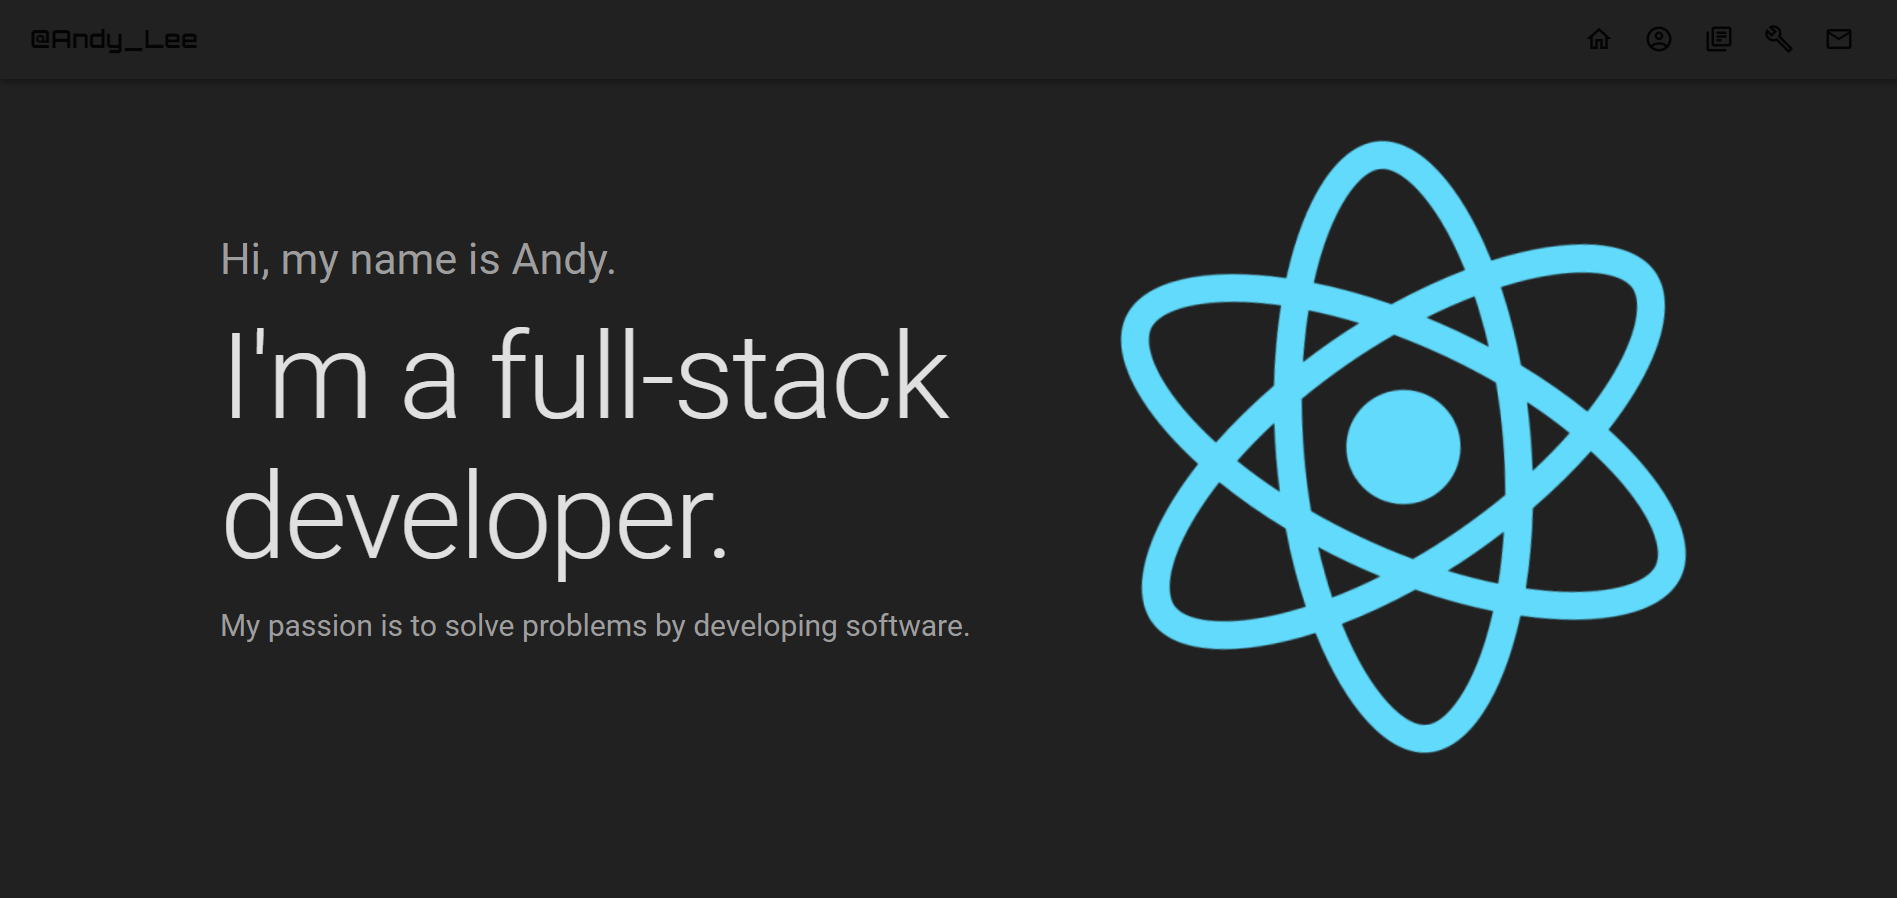 @Andy_Lee
Hi, my name is Andy.
I'm a full-stack
developer.
My passion is to solve problems by developing software.